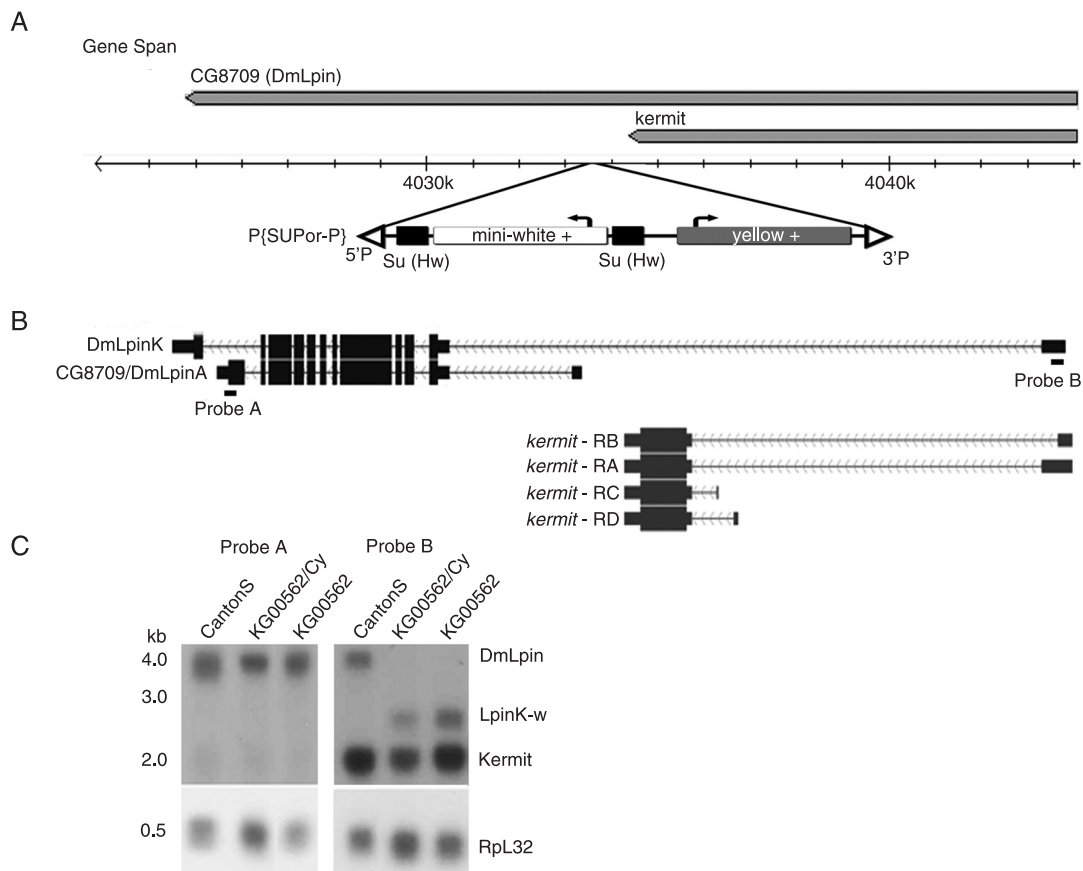 A
Gene Span
CG8709 (DmLpin)
kermit
4030k
4040k
P{SUPor-P}
mini-white +
yellow +
5'P
Su (Hw)
Su (Hw)
3'P
B
DmLpinK
CG8709/DmLpinA
Probe A
Probe B
kermit - RB
kermit - RA
kermit - RC
kermit - RD
C
Probe A
Probe B
CantonS
KG00562/Cy
KG00562
CantonS
KG00562/Cy
KG00562
kb
4.0
3.0
2.0
0.5
DmLpin
LpinK-w
Kermit
RpL32